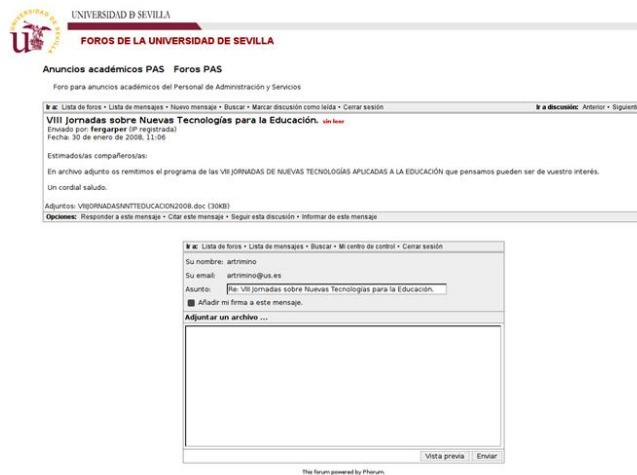 UNIVERSIDAD D SEVILLA
FOROS DE LA UNIVERSIDAD DE SEVILLA
Anuncios académicos PAS Foros PAS
Foro para anuncios académicos del Personal de Administración y Servicios
Ir a: Lista de foros • Lista de mensajes • Nuevo mensaje • Buscar • Marcar discusión como leída • Cerrar sesión Ir a discusión: Anterior • Siguient
VIII Jornadas sobre Nuevas Tecnologías para la Educación. sin leer
Enviado por: fergarper (IP registrada)
Fecha: 30 de enero de 2008, 11:06
Estimados/as compañeros/as:
En archivo adjunto os remitimos el programa de las VIII JORNADAS DE NUEVAS TECNOLOGÍAS APLICADAS A LA EDUCACIÓN que pensamos pueden ser de vuestro interés.
Un cordial saludo.
Adjuntos: VIIIJORNADASNNTTEDUCACION2008.doc (30KB)
Opciones: Responder a este mensaje • Citar este mensaje • Seguir esta discusión • Informar de este mensaje
Ir a: Lista de foros • Lista de mensajes • Buscar • Mi centro de control • Cerrar sesión
Su nombre: artrimino
Su email: artrimino@us.es
Asunto: Re: VIII Jornadas sobre Nuevas Tecnologías para la Educación.
Añadir mi firma a este mensaje.
Adjuntar un archivo ...
Vista previa Enviar
This forum powered by Phorum.